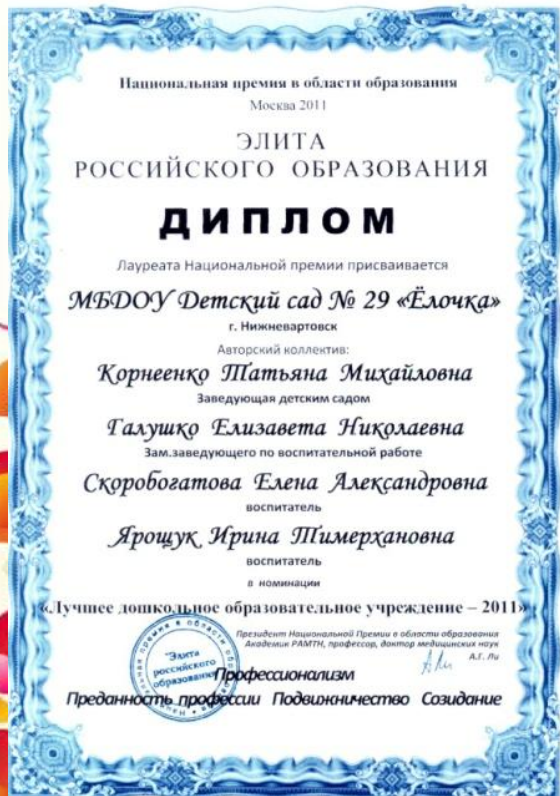 Национальная премия в области образования
Москва 2011
ЭЛИТА
РОССИЙСКОГО ОБРАЗОВАНИЯ
ДИПЛОМ
Лауреата Национальной премии присваивается
МБДОУ Детский сад № 29 «Ёлочка»
г. Нижневартовск
Авторский коллектив:
Корнеенко Татьяна Михайловна
Заведующая детским садом
Галушко Елизавета Николаевна
Зам.заведующего по воспитательной работе
Скоробогатова Елена Александровна
воспитатель
Ярощук Ирина Тимерхановна
воспитатель
в номинации
«Лучшее дошкольное образовательное учреждение – 2011»
Президент Национальной Премии в области образования
Академик РАМТН, профессор, доктор медицинских наук
А.Г. Ли
"Элита
российского
образования"
Профессионализм
Преданность профессии Подвижничество Созидание